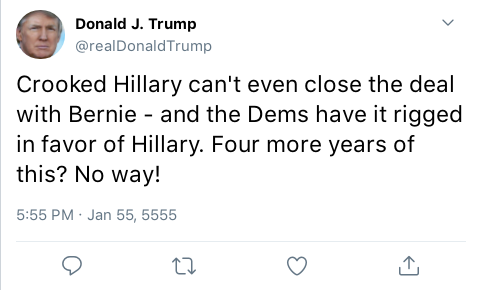 Donald J. Trump
@realDonaldTrump
Crooked Hillary can't even close the deal
with Bernie - and the Dems have it rigged
in favor of Hillary. Four more years of
this? No way!
5:55 PM · Jan 55, 5555